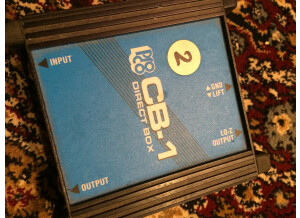 INPUT
2
CB-1
DIRECT BOX
GND
LIFT
LO-Z
OUTPUT
OUTPUT